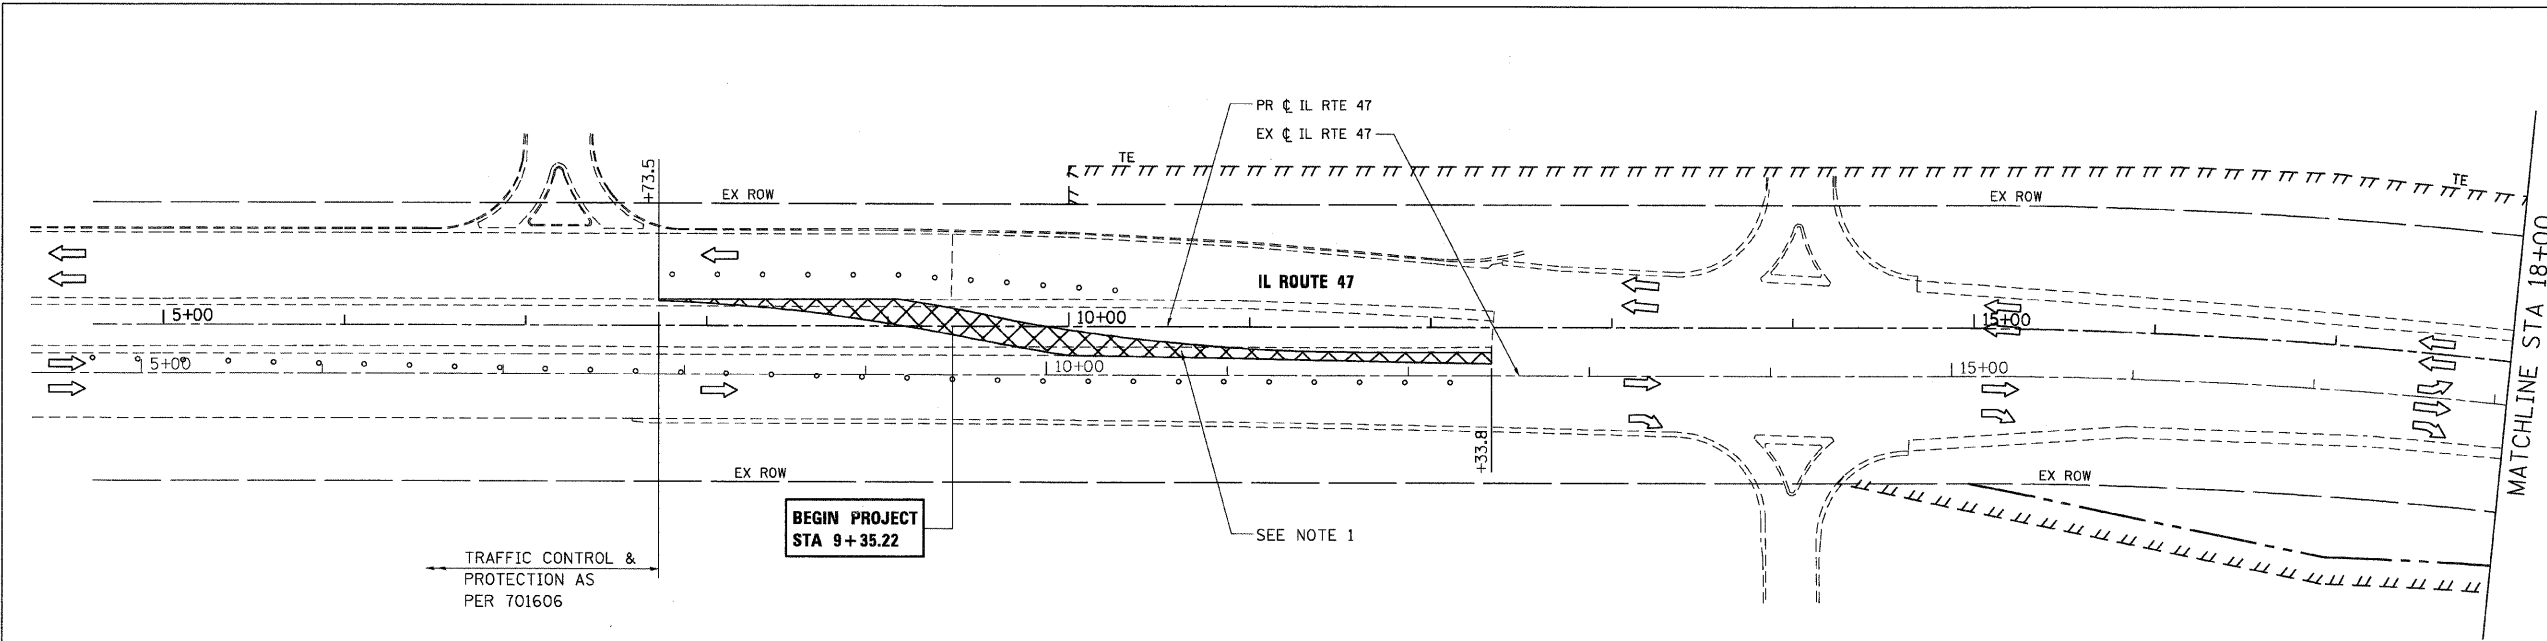 PR ℄ IL RTE 47
EX ℄ IL RTE 47
TE
+73.5
EX ROW
EX ROW
TE
IL ROUTE 47
5+00
10+00
15+00
5+00
10+00
15+00
+33.8
EX ROW
EX ROW
BEGIN PROJECT
STA 9+35.22
SEE NOTE 1
TRAFFIC CONTROL &
PROTECTION AS
PER 701606
MATCHLINE STA 18+00